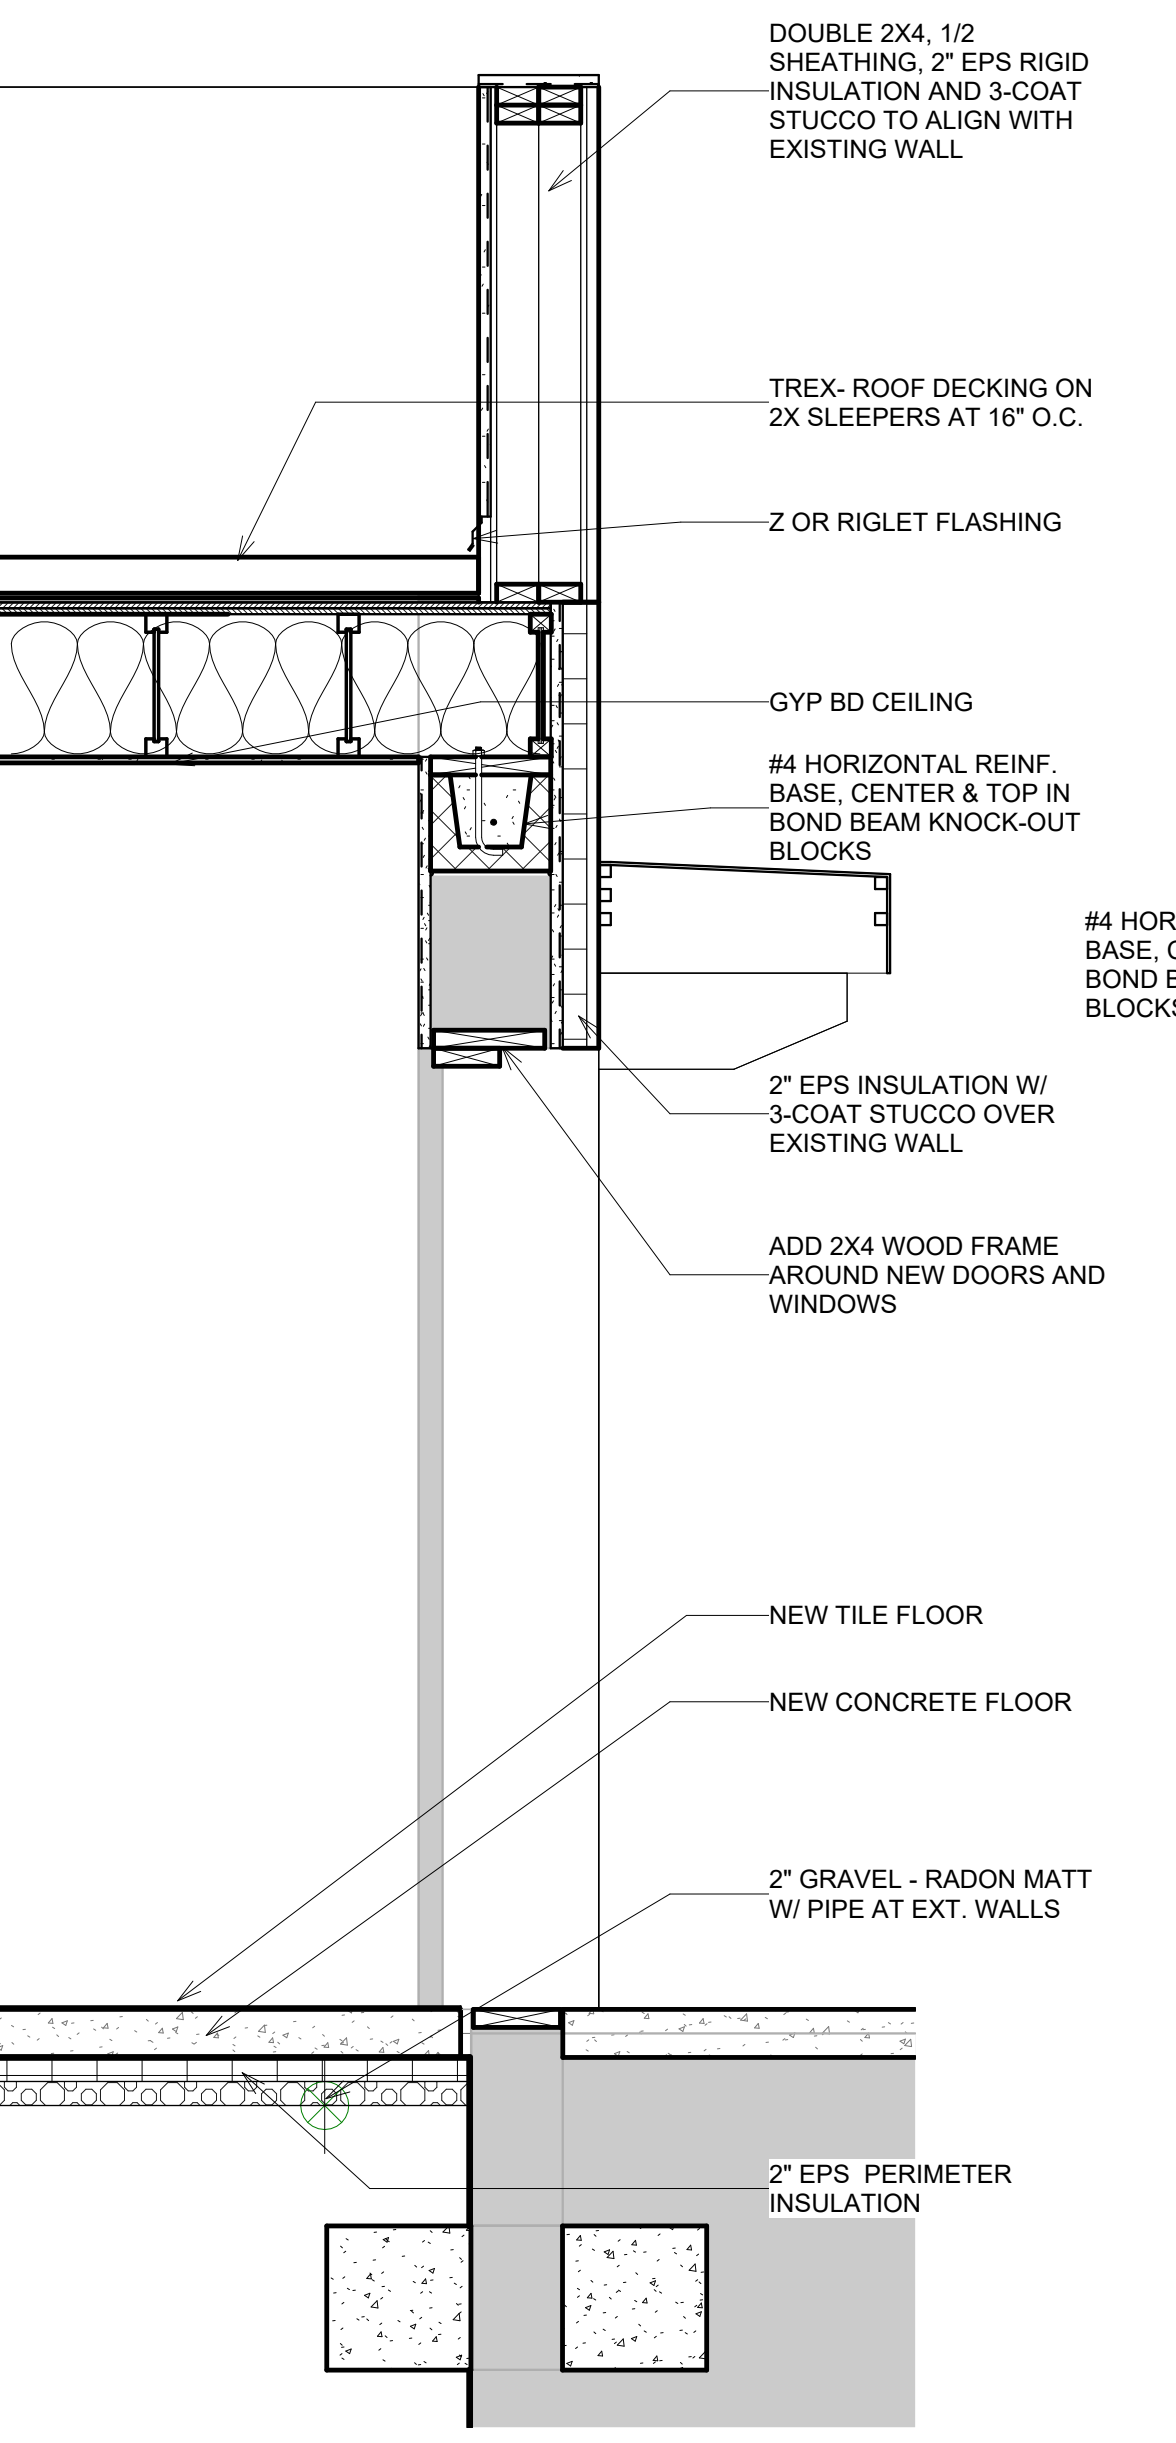 DOUBLE 2X4, 1/2
SHEATHING, 2" EPS RIGID
INSULATION AND 3-COAT
STUCCO TO ALIGN WITH
EXISTING WALL
TREX- ROOF DECKING ON
2X SLEEPERS AT 16" O.C.
Z OR RIGLET FLASHING
GYP BD CEILING
#4 HORIZONTAL REINF.
BASE, CENTER & TOP IN
BOND BEAM KNOCK-OUT
BLOCKS
#4 HOR
BASE, C
BOND B
BLOCKS
2" EPS INSULATION W/
3-COAT STUCCO OVER
EXISTING WALL
ADD 2X4 WOOD FRAME
AROUND NEW DOORS AND
WINDOWS
NEW TILE FLOOR
NEW CONCRETE FLOOR
2" GRAVEL - RADON MATT
W/ PIPE AT EXT. WALLS
2" EPS  PERIMETER
INSULATION